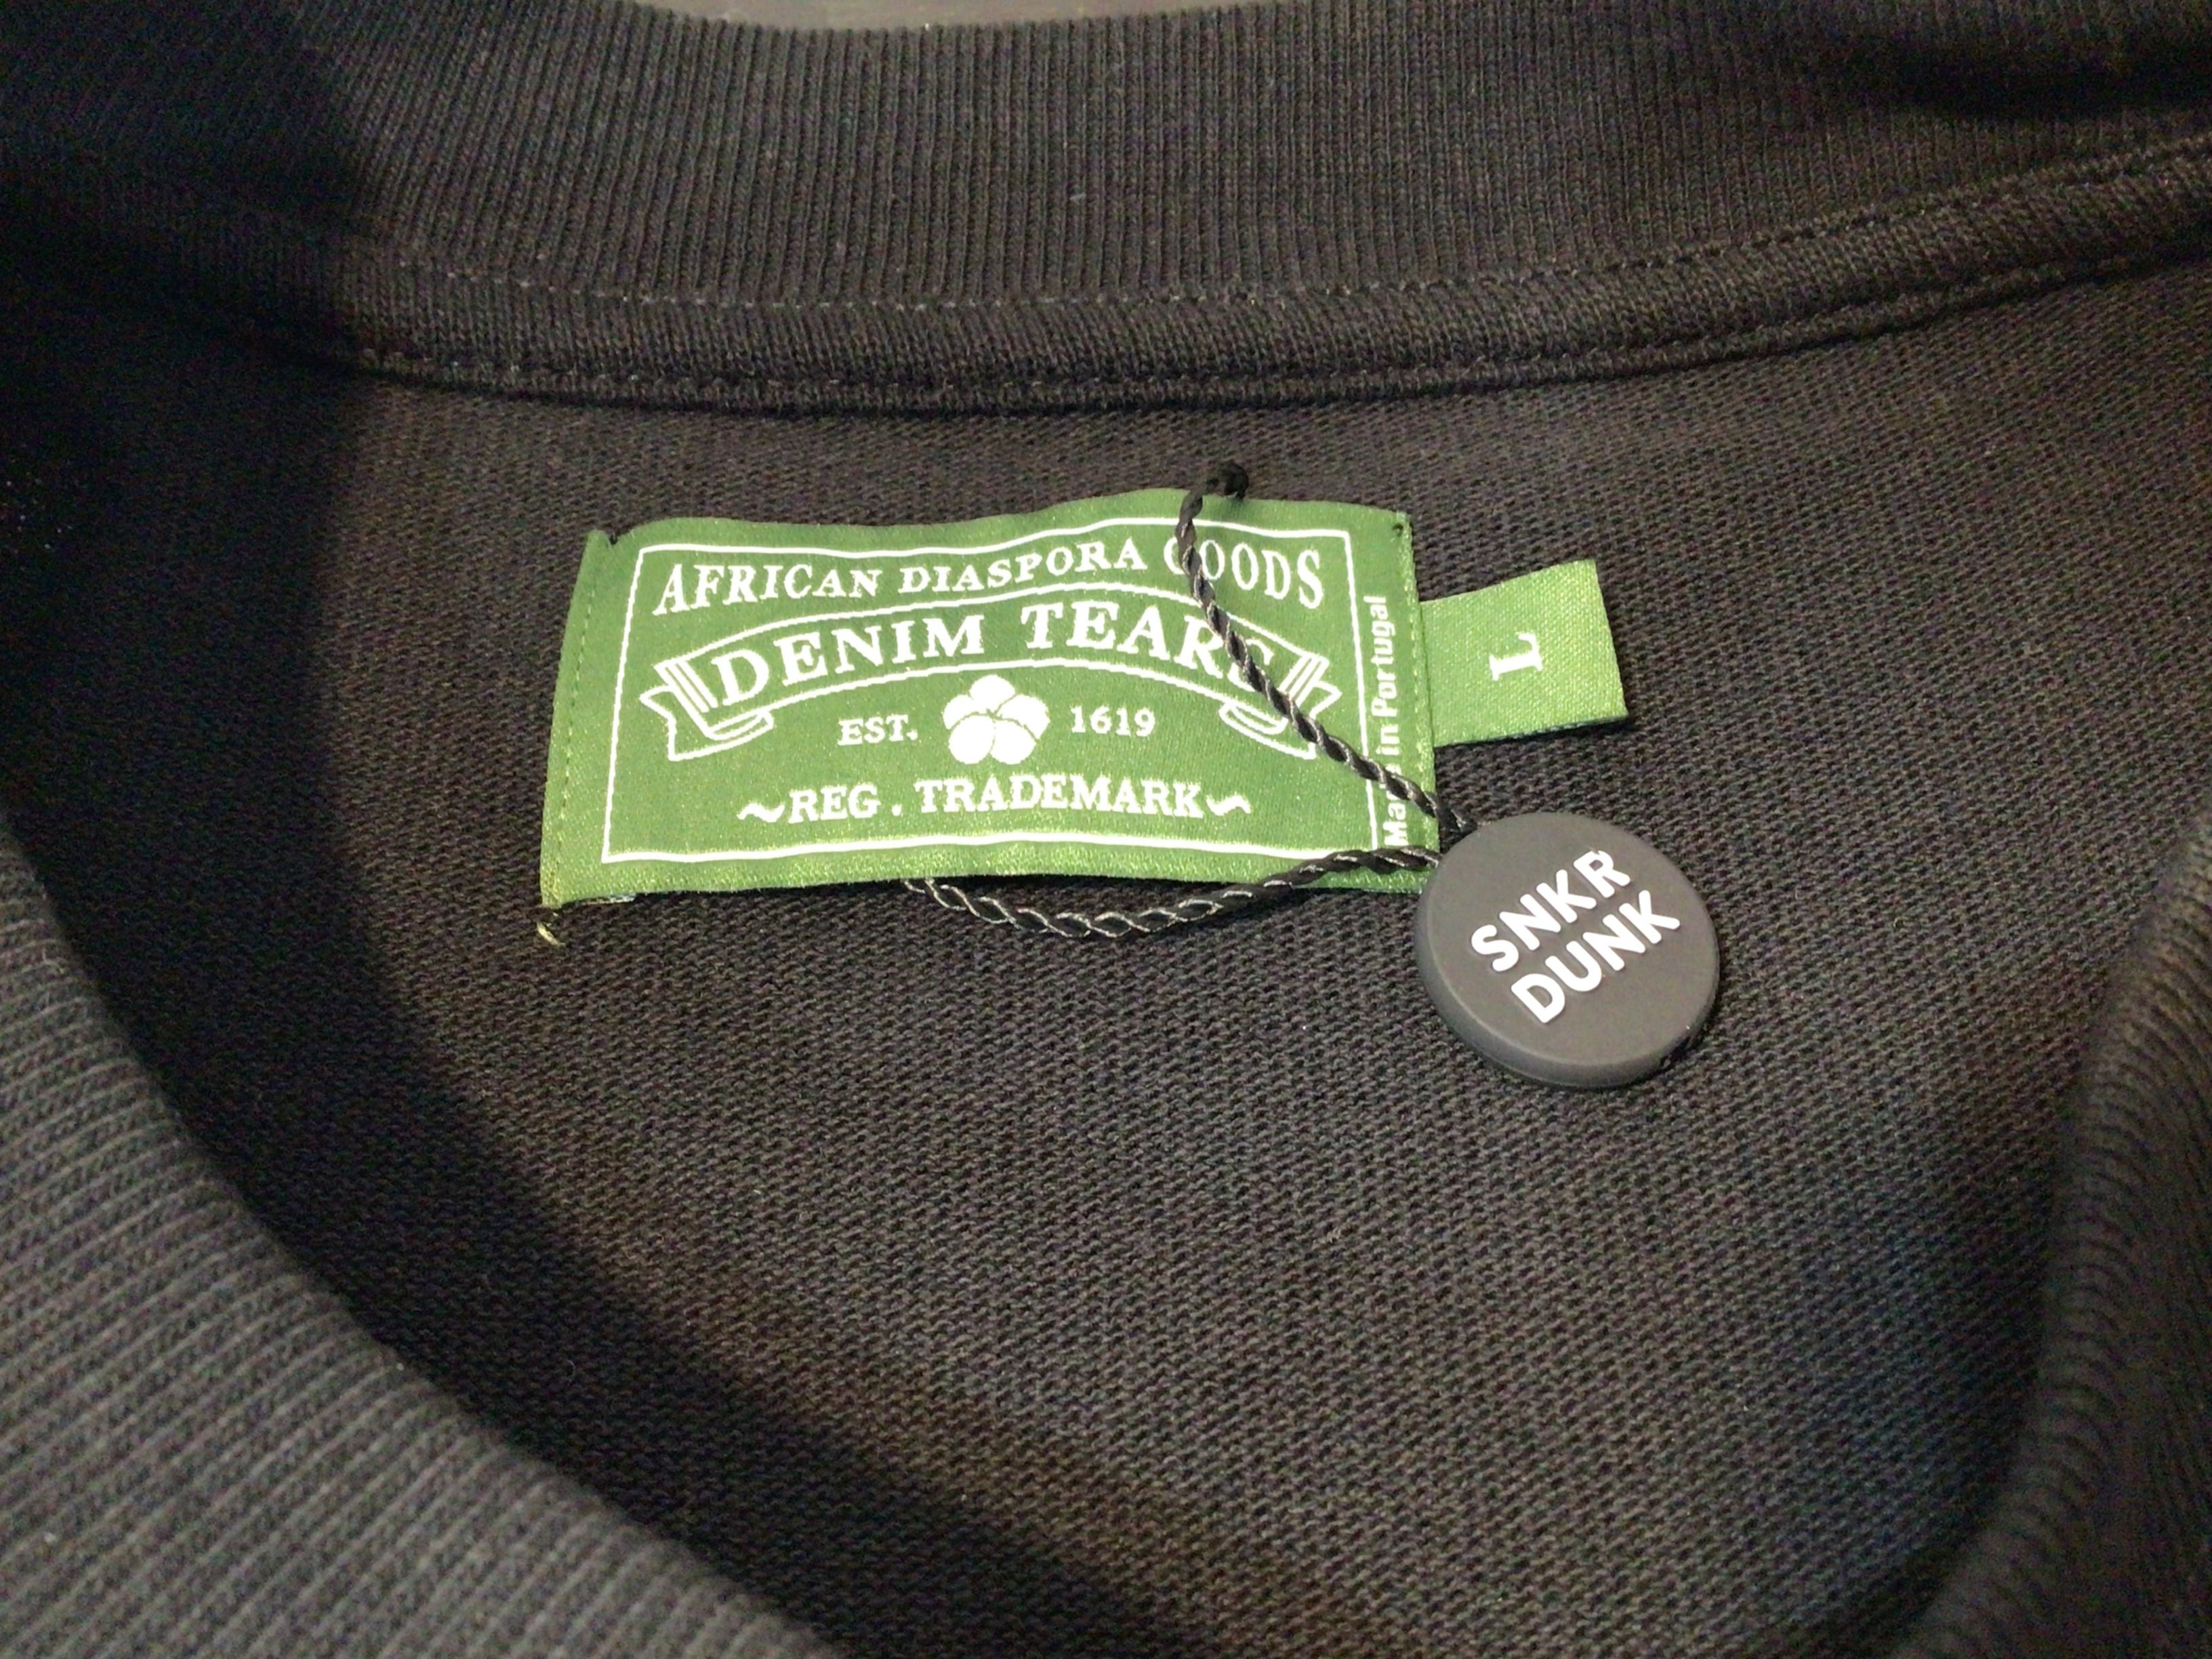 AFRICAN DIASPORA GOODS
DENIM TEARS
EST. 1619
~REG. TRADEMARK~
Made in Portugal
L
SNKR
DUNK